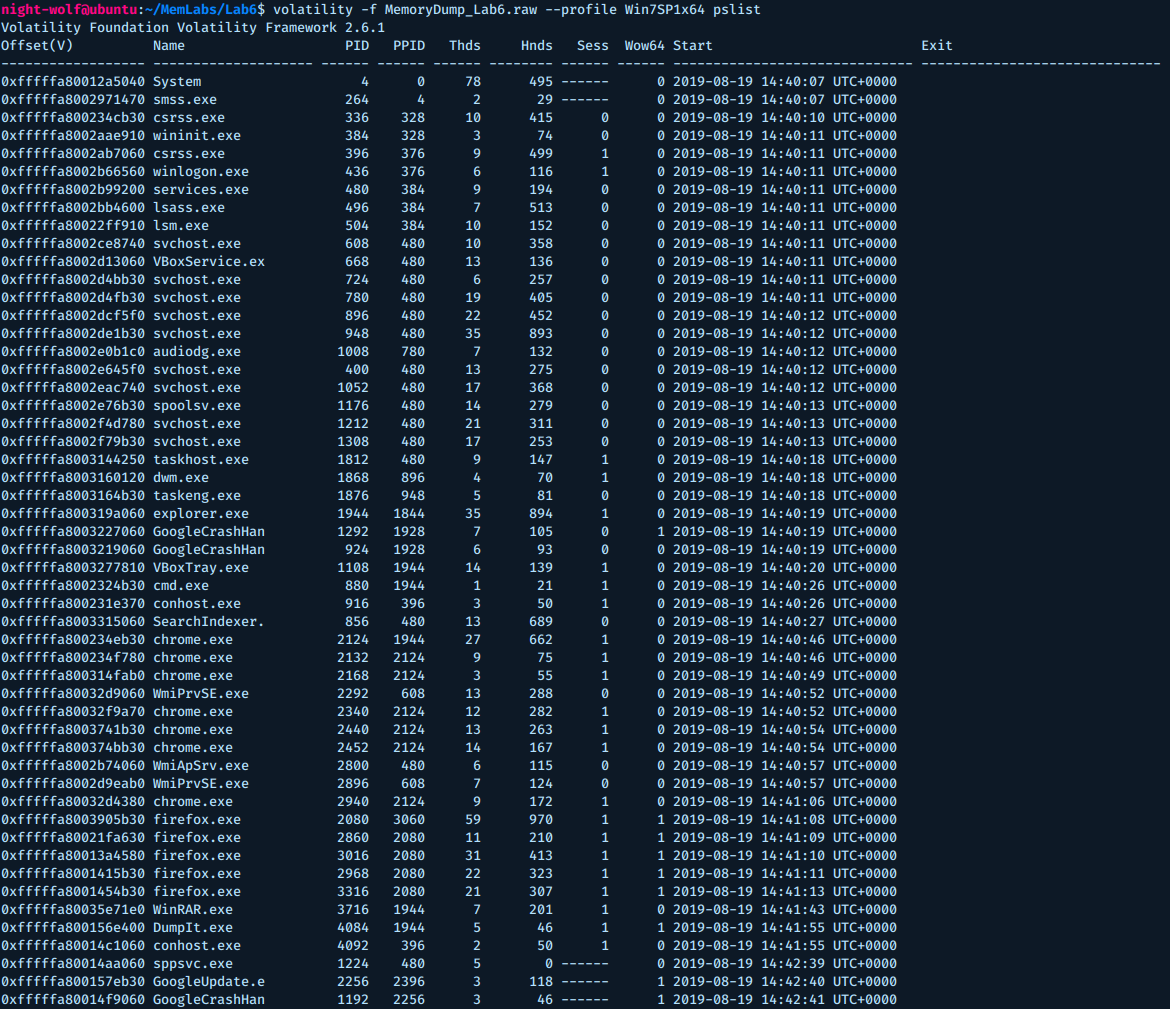 night-wolf@ubuntu:~/MemLabs/Lab6$ volatility -f MemoryDump_Lab6.raw --profile Win7SP1x64 pslist
Volatility Foundation Volatility Framework 2.6.1
Offset(V)          Name                    PID   PPID   Thds     Hnds   Sess  Wow64 Start                          Exit
------------------ -------------------- ------ ------ ------ -------- ------ ------ ------------------------------ ------------------------------
0xfffffa80012a5040 System                    4      0     78      495 ------      0 2019-08-19 14:40:07 UTC+0000
0xfffffa8002971470 smss.exe                264      4      2       29 ------      0 2019-08-19 14:40:07 UTC+0000
0xfffffa800234cb30 csrss.exe               336    328     10      415      0      0 2019-08-19 14:40:10 UTC+0000
0xfffffa8002aae910 wininit.exe             384    328      3       74      0      0 2019-08-19 14:40:11 UTC+0000
0xfffffa8002ab7060 csrss.exe               396    376      9      499      1      0 2019-08-19 14:40:11 UTC+0000
0xfffffa8002b66560 winlogon.exe            436    376      6      116      1      0 2019-08-19 14:40:11 UTC+0000
0xfffffa8002b99200 services.exe            480    384      9      194      0      0 2019-08-19 14:40:11 UTC+0000
0xfffffa8002bb4600 lsass.exe               496    384      7      513      0      0 2019-08-19 14:40:11 UTC+0000
0xfffffa80022ff910 lsm.exe                 504    384     10      152      0      0 2019-08-19 14:40:11 UTC+0000
0xfffffa8002ce8740 svchost.exe             608    480     10      358      0      0 2019-08-19 14:40:11 UTC+0000
0xfffffa8002d13060 VBoxService.ex          668    480     13      136      0      0 2019-08-19 14:40:11 UTC+0000
0xfffffa8002d4bb30 svchost.exe             724    480      6      257      0      0 2019-08-19 14:40:11 UTC+0000
0xfffffa8002d4fb30 svchost.exe             780    480     19      405      0      0 2019-08-19 14:40:11 UTC+0000
0xfffffa8002dcf5f0 svchost.exe             896    480     22      452      0      0 2019-08-19 14:40:12 UTC+0000
0xfffffa8002de1b30 svchost.exe             948    480     35      893      0      0 2019-08-19 14:40:12 UTC+0000
0xfffffa8002e0b1c0 audiodg.exe            1008    780      7      132      0      0 2019-08-19 14:40:12 UTC+0000
0xfffffa8002e645f0 svchost.exe             400    480     13      275      0      0 2019-08-19 14:40:12 UTC+0000
0xfffffa8002eac740 svchost.exe            1052    480     17      368      0      0 2019-08-19 14:40:12 UTC+0000
0xfffffa8002e76b30 spoolsv.exe            1176    480     14      279      0      0 2019-08-19 14:40:13 UTC+0000
0xfffffa8002f4d780 svchost.exe            1212    480     21      311      0      0 2019-08-19 14:40:13 UTC+0000
0xfffffa8002f79b30 svchost.exe            1308    480     17      253      0      0 2019-08-19 14:40:13 UTC+0000
0xfffffa8003144250 taskhost.exe           1812    480      9      147      1      0 2019-08-19 14:40:18 UTC+0000
0xfffffa8003160120 dwm.exe                1868    896      4       70      1      0 2019-08-19 14:40:18 UTC+0000
0xfffffa8003164b30 taskeng.exe            1876    948      5       81      0      0 2019-08-19 14:40:18 UTC+0000
0xfffffa800319a060 explorer.exe           1944   1844     35      894      1      0 2019-08-19 14:40:19 UTC+0000
0xfffffa8003227060 GoogleCrashHan         1292   1928      7      105      0      1 2019-08-19 14:40:19 UTC+0000
0xfffffa8003219060 GoogleCrashHan          924   1928      6       93      0      0 2019-08-19 14:40:19 UTC+0000
0xfffffa8003277810 VBoxTray.exe           1108   1944     14      139      1      0 2019-08-19 14:40:20 UTC+0000
0xfffffa8002324b30 cmd.exe                 880   1944      1       21      1      0 2019-08-19 14:40:26 UTC+0000
0xfffffa800231e370 conhost.exe             916    396      3       50      1      0 2019-08-19 14:40:26 UTC+0000
0xfffffa8003315060 SearchIndexer.          856    480     13      689      0      0 2019-08-19 14:40:27 UTC+0000
0xfffffa800234eb30 chrome.exe             2124   1944     27      662      1      0 2019-08-19 14:40:46 UTC+0000
0xfffffa800234f780 chrome.exe             2132   2124      9       75      1      0 2019-08-19 14:40:46 UTC+0000
0xfffffa800314fab0 chrome.exe             2168   2124      3       55      1      0 2019-08-19 14:40:49 UTC+0000
0xfffffa80032d9060 WmiPrvSE.exe           2292    608     13      288      0      0 2019-08-19 14:40:52 UTC+0000
0xfffffa80032f9a70 chrome.exe             2340   2124     12      282      1      0 2019-08-19 14:40:52 UTC+0000
0xfffffa8003741b30 chrome.exe             2440   2124     13      263      1      0 2019-08-19 14:40:54 UTC+0000
0xfffffa800374bb30 chrome.exe             2452   2124     14      167      1      0 2019-08-19 14:40:54 UTC+0000
0xfffffa8002b74060 WmiApSrv.exe           2800    480      6      115      0      0 2019-08-19 14:40:57 UTC+0000
0xfffffa8002d9eab0 WmiPrvSE.exe           2896    608      7      124      0      0 2019-08-19 14:40:57 UTC+0000
0xfffffa80032d4380 chrome.exe             2940   2124      9      172      1      0 2019-08-19 14:41:06 UTC+0000
0xfffffa8003905b30 firefox.exe            2080   3060     59      970      1      1 2019-08-19 14:41:08 UTC+0000
0xfffffa80021fa630 firefox.exe            2860   2080     11      210      1      1 2019-08-19 14:41:09 UTC+0000
0xfffffa80013a4580 firefox.exe            3016   2080     31      413      1      1 2019-08-19 14:41:10 UTC+0000
0xfffffa8001415b30 firefox.exe            2968   2080     22      323      1      1 2019-08-19 14:41:11 UTC+0000
0xfffffa8001454b30 firefox.exe            3316   2080     21      307      1      1 2019-08-19 14:41:13 UTC+0000
0xfffffa80035e71e0 WinRAR.exe             3716   1944      7      201      1      0 2019-08-19 14:41:43 UTC+0000
0xfffffa800156e400 DumpIt.exe             4084   1944      5       46      1      1 2019-08-19 14:41:55 UTC+0000
0xfffffa80014c1060 conhost.exe            4092    396      2       50      1      0 2019-08-19 14:41:55 UTC+0000
0xfffffa80014aa060 sppsvc.exe             1224    480      5        0 ------      0 2019-08-19 14:42:39 UTC+0000
0xfffffa800157eb30 GoogleUpdate.e         2256   2396      3      118 ------      1 2019-08-19 14:42:40 UTC+0000
0xfffffa80014f9060 GoogleCrashHan         1192   2256      3       46 ------      1 2019-08-19 14:42:41 UTC+0000